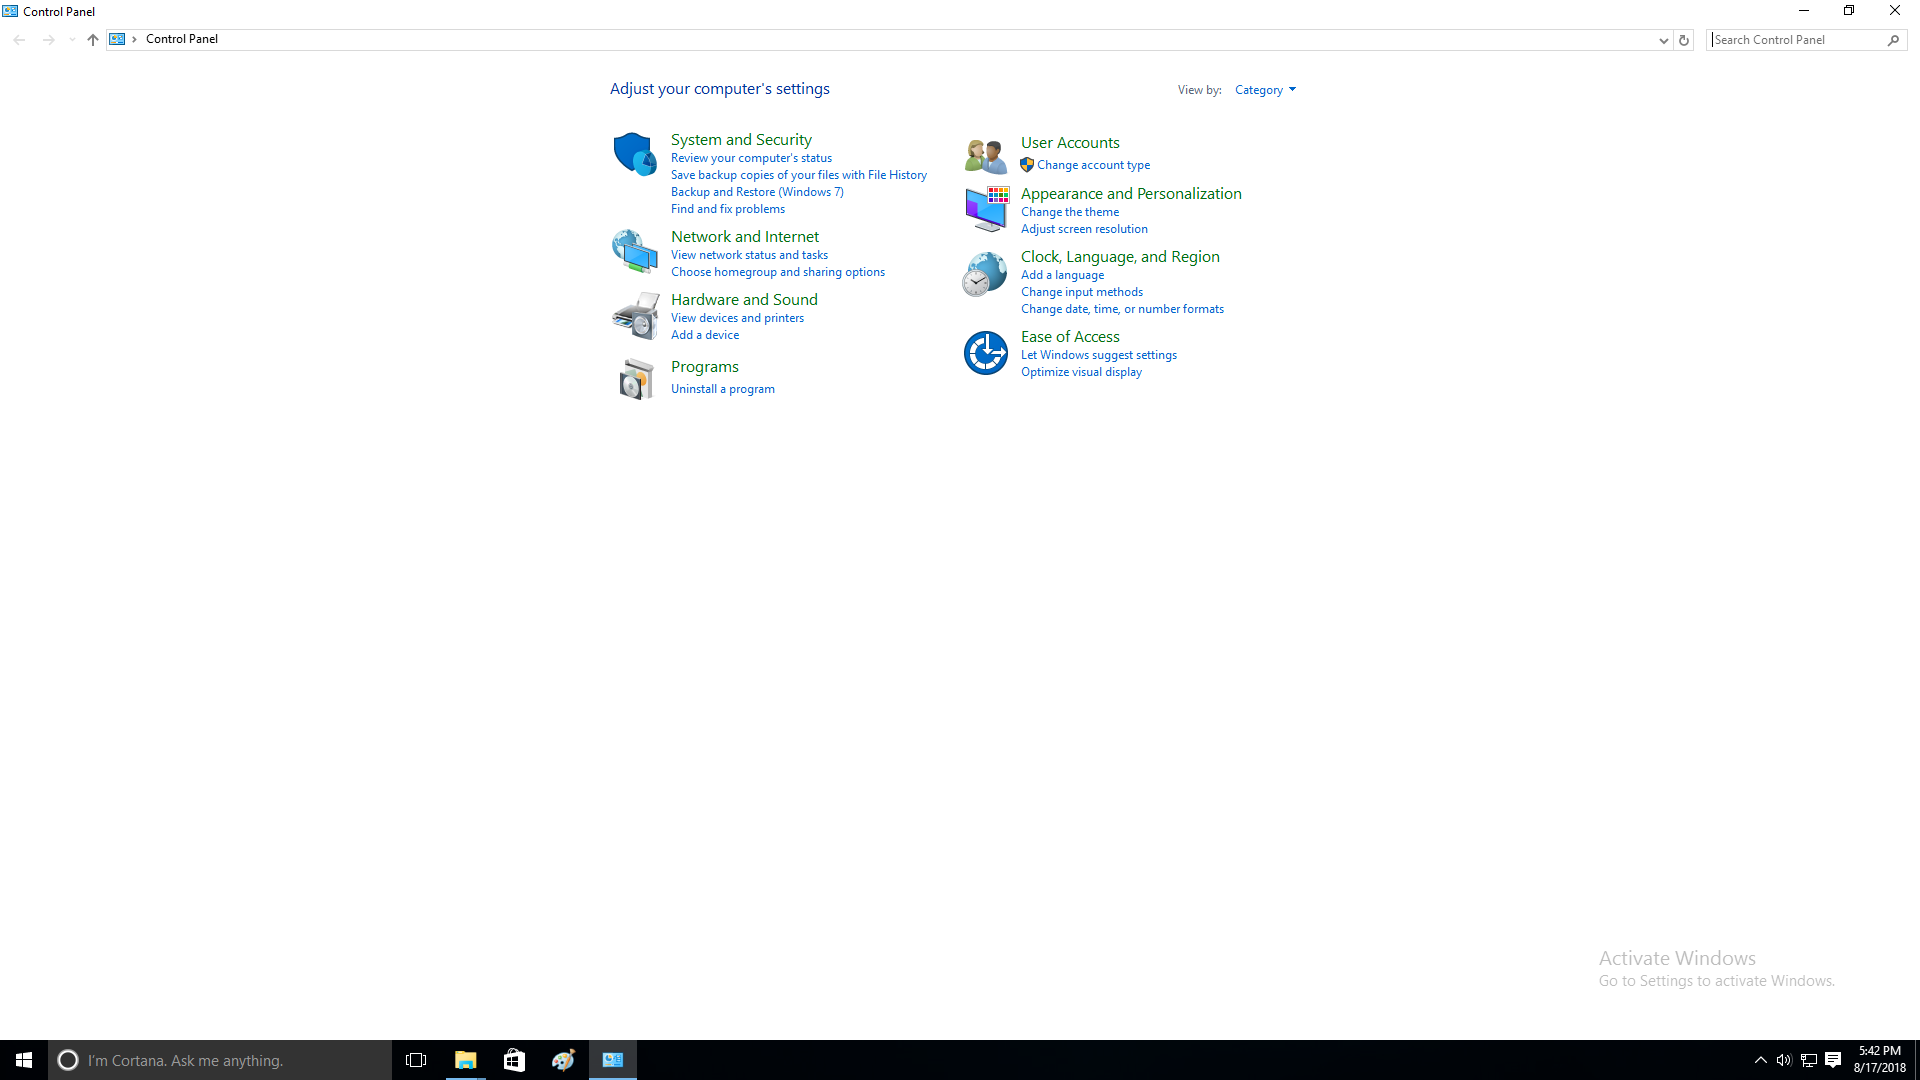 Control Panel
Control Panel
Search Control Panel
Adjust your computer's settings
View by: Category
System and Security
Review your computer's status
Save backup copies of your files with File History
Backup and Restore (Windows 7)
Find and fix problems
Network and Internet
View network status and tasks
Choose homegroup and sharing options
Hardware and Sound
View devices and printers
Add a device
Programs
Uninstall a program
User Accounts
Change account type
Appearance and Personalization
Change the theme
Adjust screen resolution
Clock, Language, and Region
Add a language
Change input methods
Change date, time, or number formats
Ease of Access
Let Windows suggest settings
Optimize visual display
Activate Windows
Go to Settings to activate Windows.
I'm Cortana. Ask me anything.
5:42 PM
8/17/2018